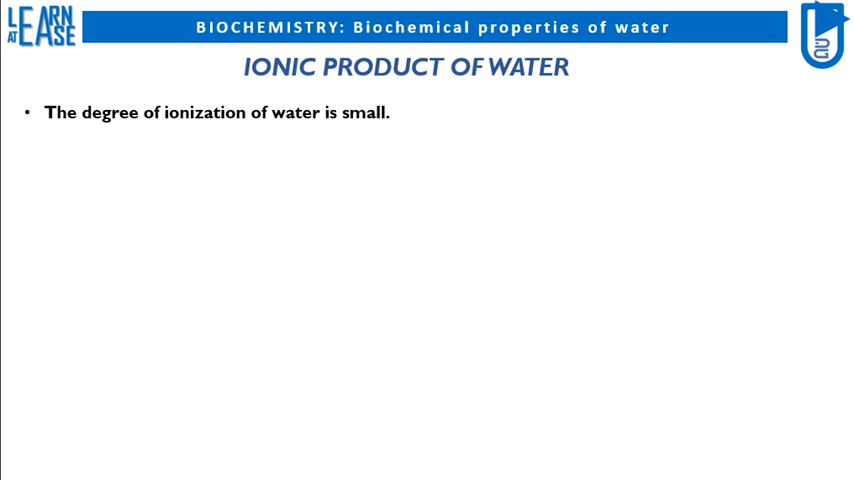 LEARN
AT EASE
BIOCHEMISTRY: Biochemical properties of water
IONIC PRODUCT OF WATER
• The degree of ionization of water is small.